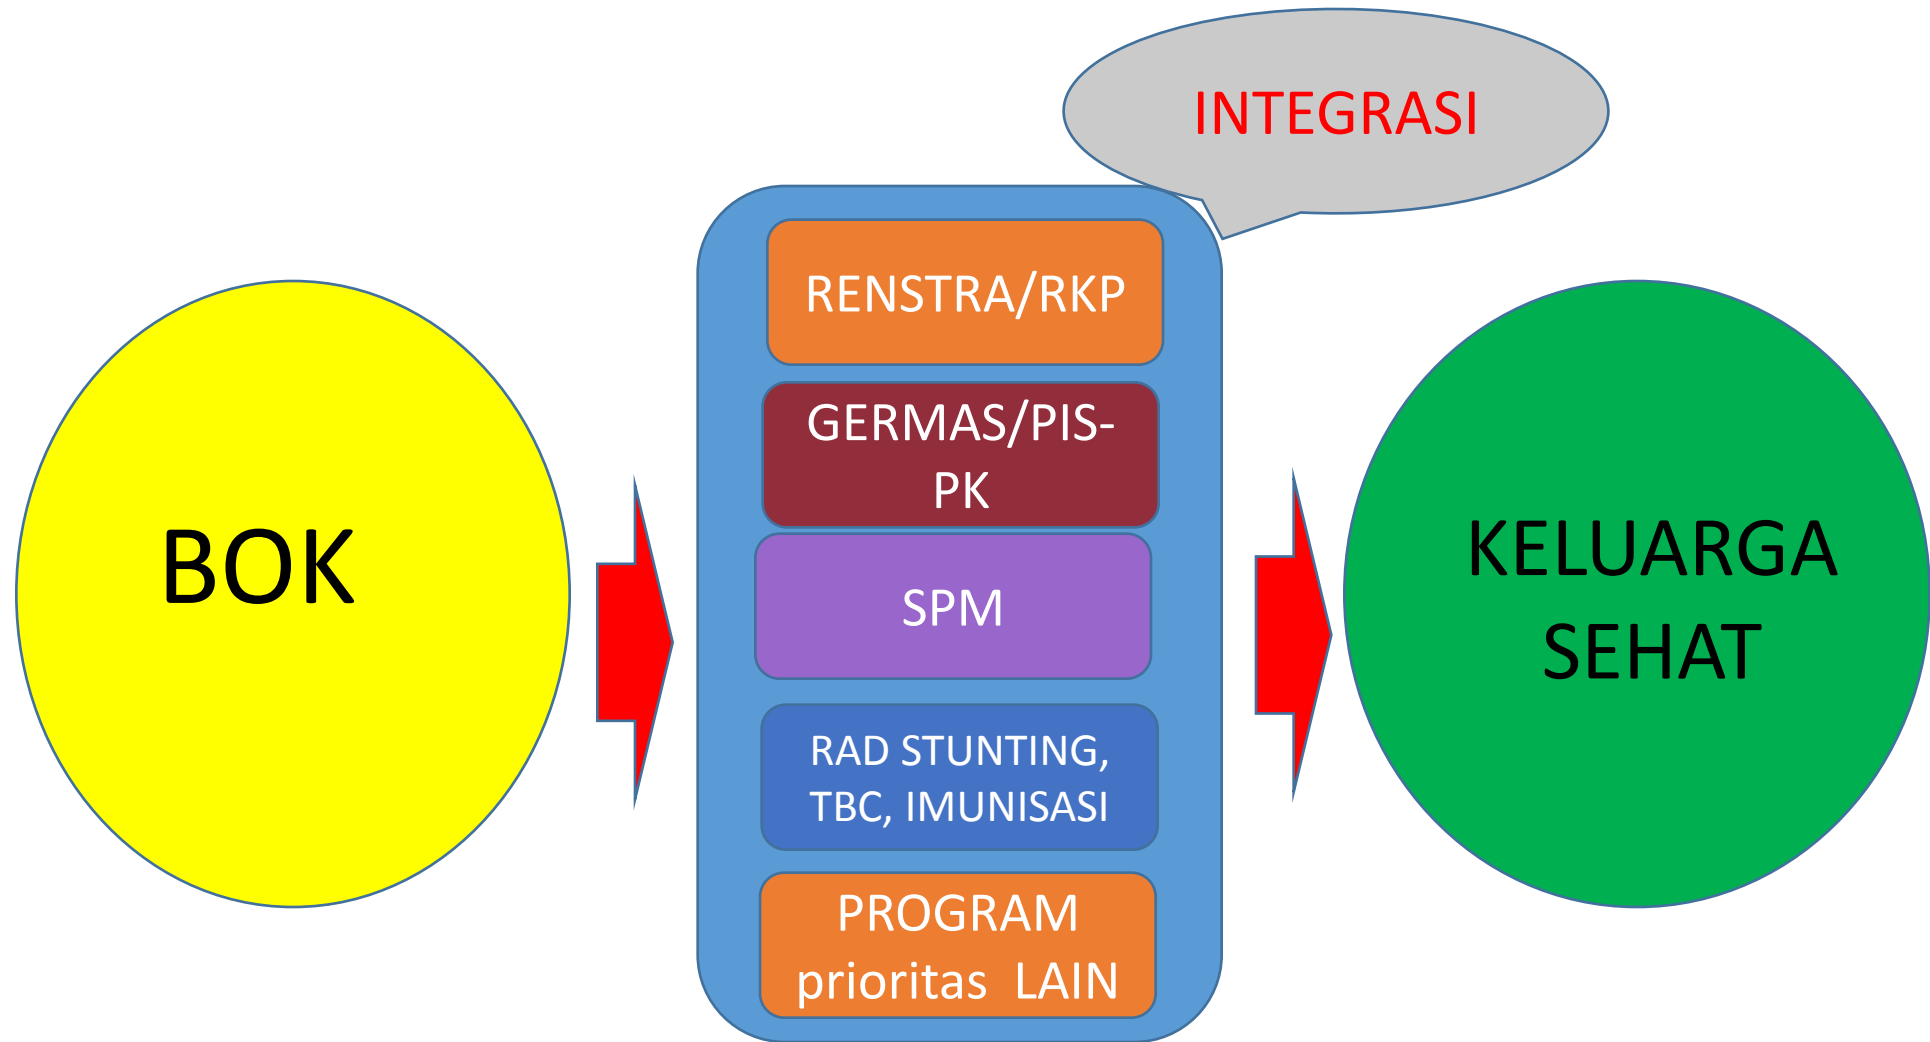 INTEGRASI
BOK
RENSTRA/RKP
GERMAS/PIS-
PK
SPM
RAD STUNTING,
TBC, IMUNISASI
PROGRAM
prioritas LAIN
KELUARGA
SEHAT